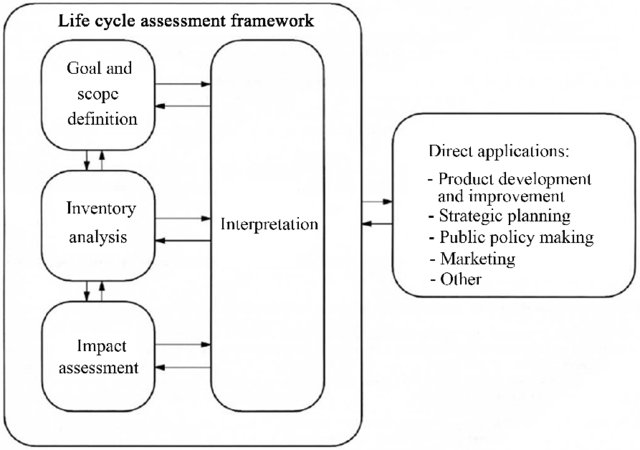 Life cycle assessment framework
Goal and
scope
definition
Inventory
analysis
Impact
assessment
Interpretation
Direct applications:
- Product development
and improvement
- Strategic planning
- Public policy making
- Marketing
- Other